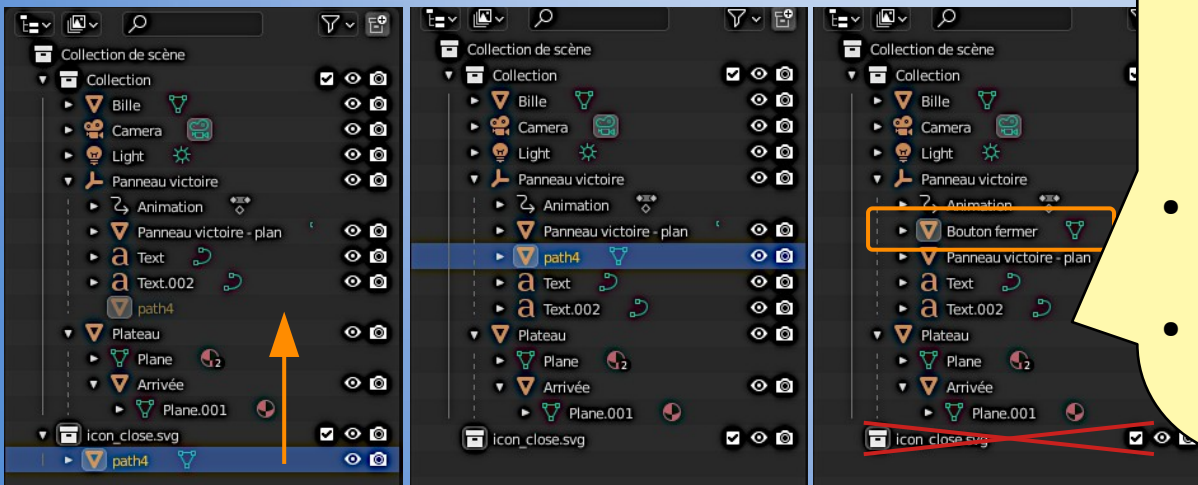 Collection de scène
Collection
Bille
Camera
Light
Panneau victoire
Animation
Panneau victoire - plan
Text
Text.002
path4
Plateau
Plane
2
Arrivée
Plane.001
icon_close.svg
path4
Collection de scène
Collection
Bille
Camera
Light
Panneau victoire
Animation
Panneau victoire - plan
path4
Text
Text.002
Plateau
Plane
2
Arrivée
Plane.001
icon_close.svg
Collection de scène
Collection
Bille
Camera
Light
Panneau victoire
Animation
Bouton fermer
Panneau victoire - plan
Text
Text.002
Plateau
Plane
2
Arrivée
Plane.001
icon_close.svg